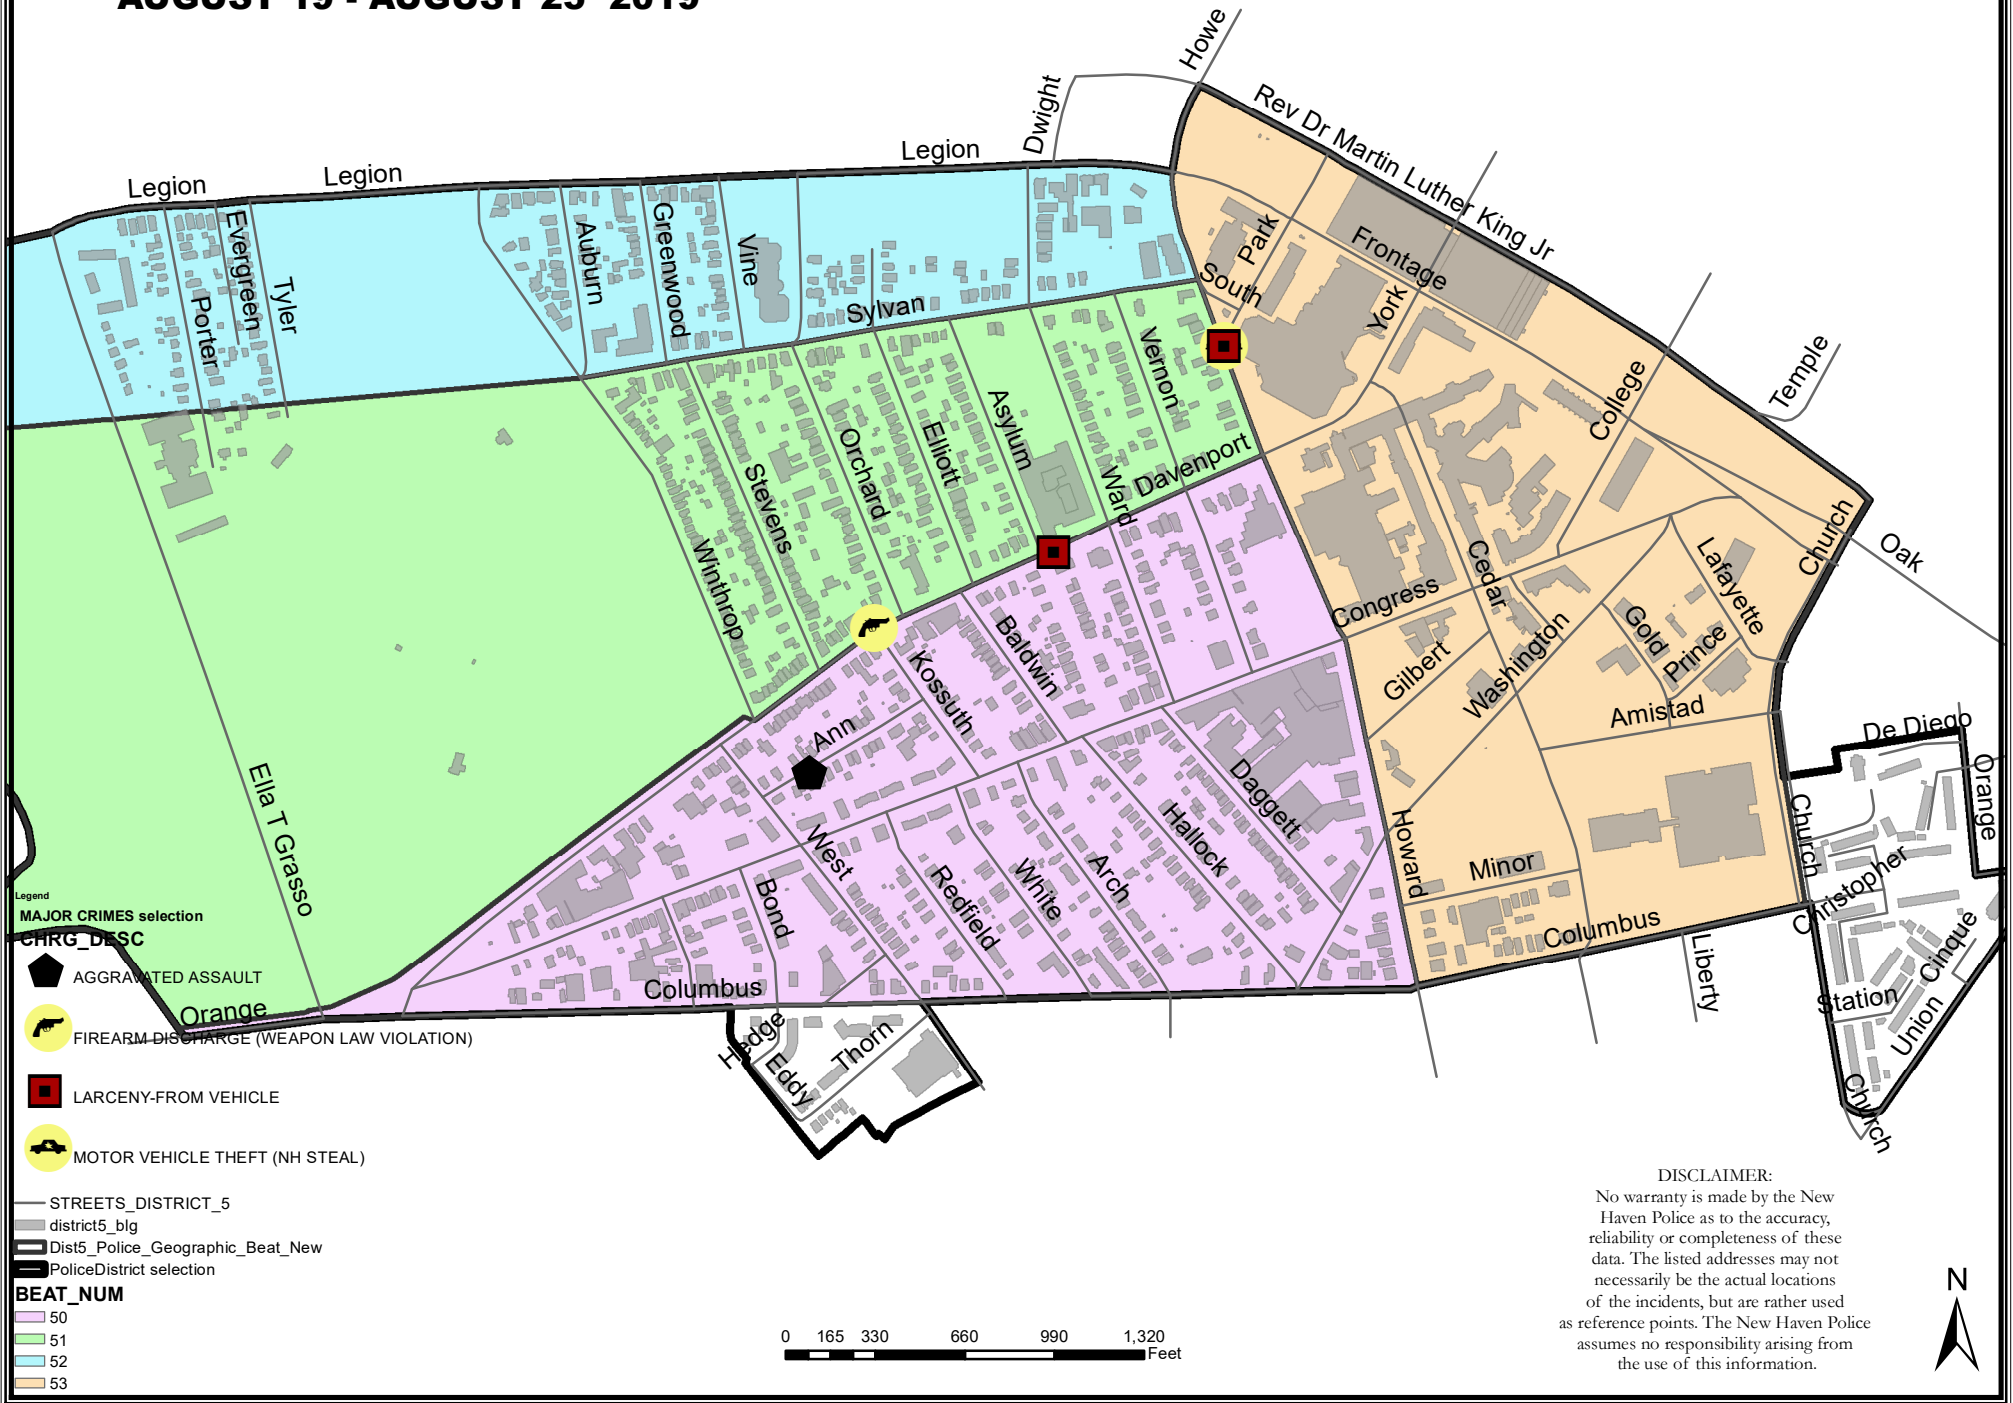 AUGUST 19 - AUGUST 25 2019
Howe
Rev Dr Martin Luther King Jr
Dwight
Legion
Legion
Legion
Evergreen
Porter
Tyler
Auburn
Greenwood
Vine
Sylvan
South
Park
Frontage
York
College
Temple
Vernon
Asylum
Elliott
Orchard
Stevens
Winthrop
Ward
Davenport
Church
Oak
Cedar
Congress
Lafayette
Gold
Prince
Gilbert
Washington
Amistad
Baldwin
Kossuth
Ann
Ella T Grasso
Daggett
Hallock
Arch
White
Redfield
West
Bond
Howard
Minor
Columbus
Columbus
Orange
De Diego
Orange
Church
Christopher
Cinque
Station
Union
Church
Liberty
Hedge
Eddy
Thorn
Legend
MAJOR CRIMES selection
CHRG_DESC
AGGRAVATED ASSAULT
FIREARM DISCHARGE (WEAPON LAW VIOLATION)
LARCENY-FROM VEHICLE
MOTOR VEHICLE THEFT (NH STEAL)
STREETS_DISTRICT_5
district5_blg
Dist5_Police_Geographic_Beat_New
PoliceDistrict selection
BEAT_NUM
50
51
52
53
0 165 330 660 990 1,320
Feet
DISCLAIMER:
No warranty is made by the New
Haven Police as to the accuracy,
reliability or completeness of these
data. The listed addresses may not
necessarily be the actual locations
of the incidents, but are rather used
as reference points. The New Haven Police
assumes no responsibility arising from
the use of this information.
N